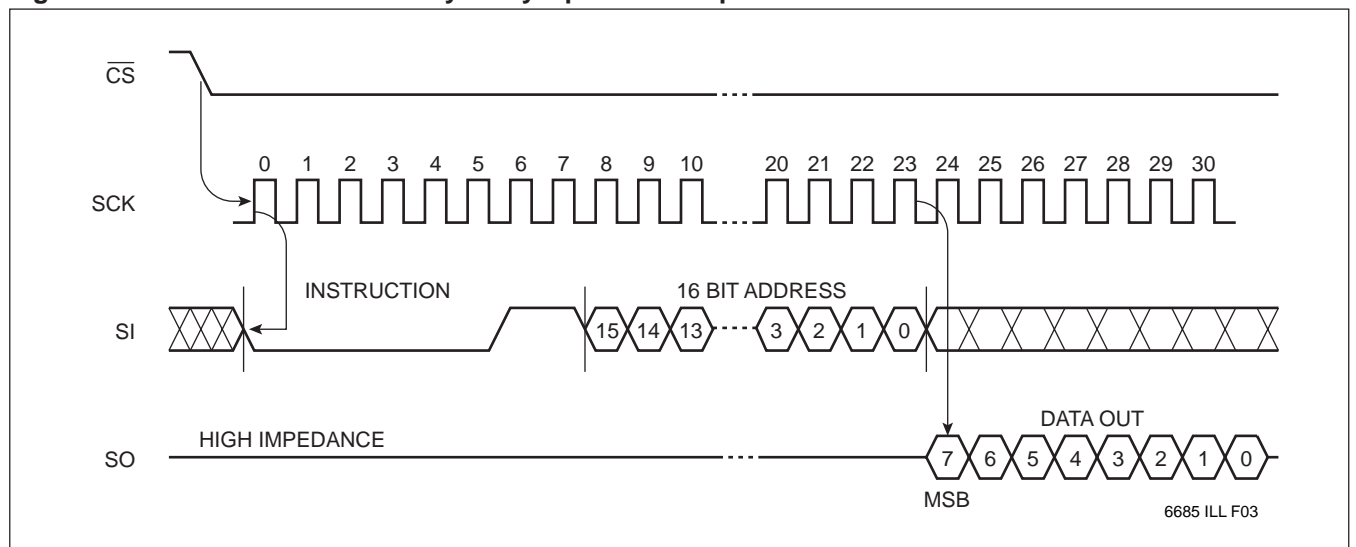 CS
0 1 2 3 4 5 6 7 8 9 10 20 21 22 23 24 25 26 27 28 29 30
SCK
INSTRUCTION 16 BIT ADDRESS
SI 15 14 13 3 2 1 0
DATA OUT
HIGH IMPEDANCE
SO 7 6 5 4 3 2 1 0
MSB
6685 ILL F03